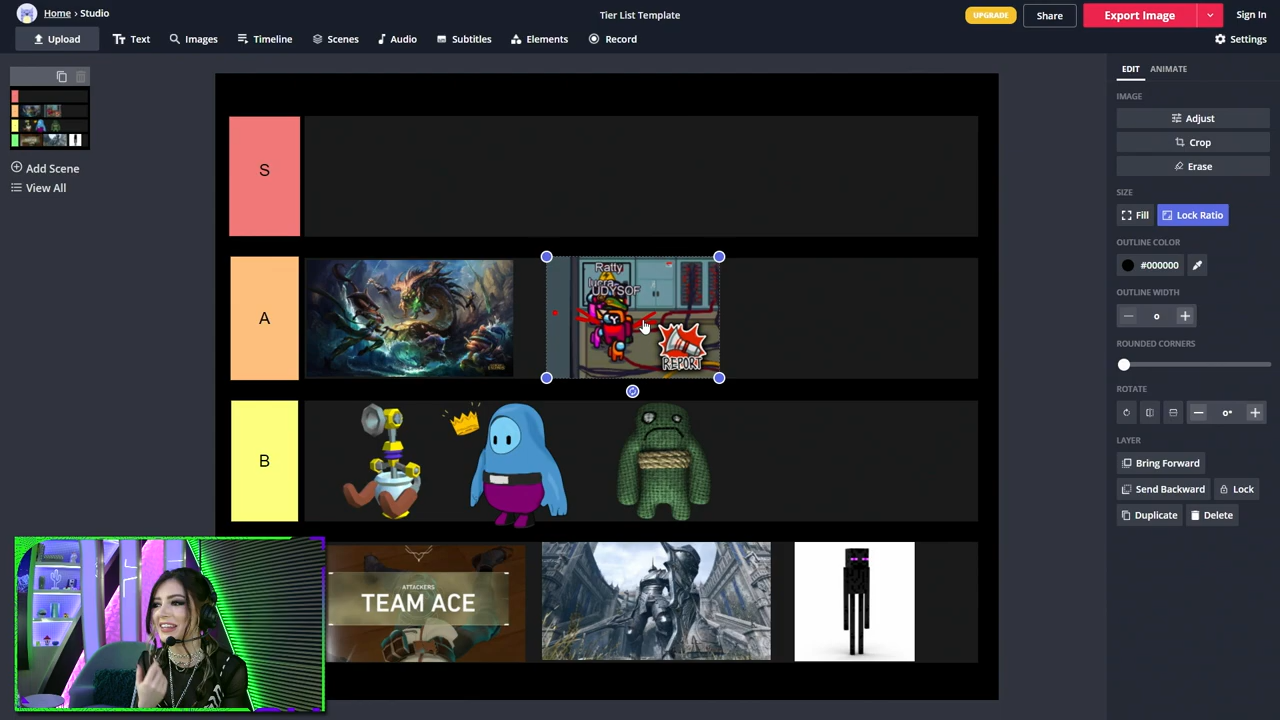 Home › Studio
Tier List Template
UPGRADE
Share
Export Image
Sign In
Upload
Text
Images
Timeline
Scenes
Audio
Subtitles
Elements
Record
Settings
Add Scene
View All
S
A
Ratty
UDYSOF
REPORT
B
ATTACKERS
TEAM ACE
EDIT
ANIMATE
IMAGE
Adjust
Crop
Erase
SIZE
Fill
Lock Ratio
OUTLINE COLOR
#000000
OUTLINE WIDTH
0
ROUNDED CORNERS
ROTATE
0°
LAYER
Bring Forward
Send Backward
Lock
Duplicate
Delete